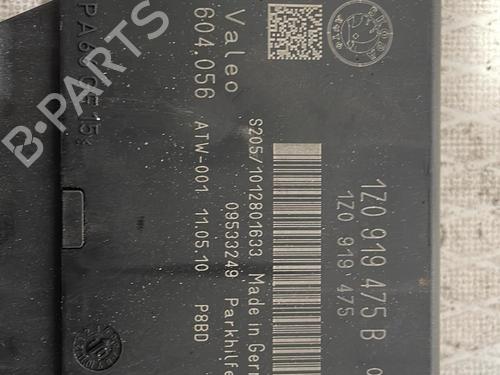 1Z0 919 475 B
1Z0 919 475
S205/1012801633 Made in Germ
09533249 Parkhilfe
Valeo
604.056
ATW-001 11.05.10 P8BD
B-PARTS